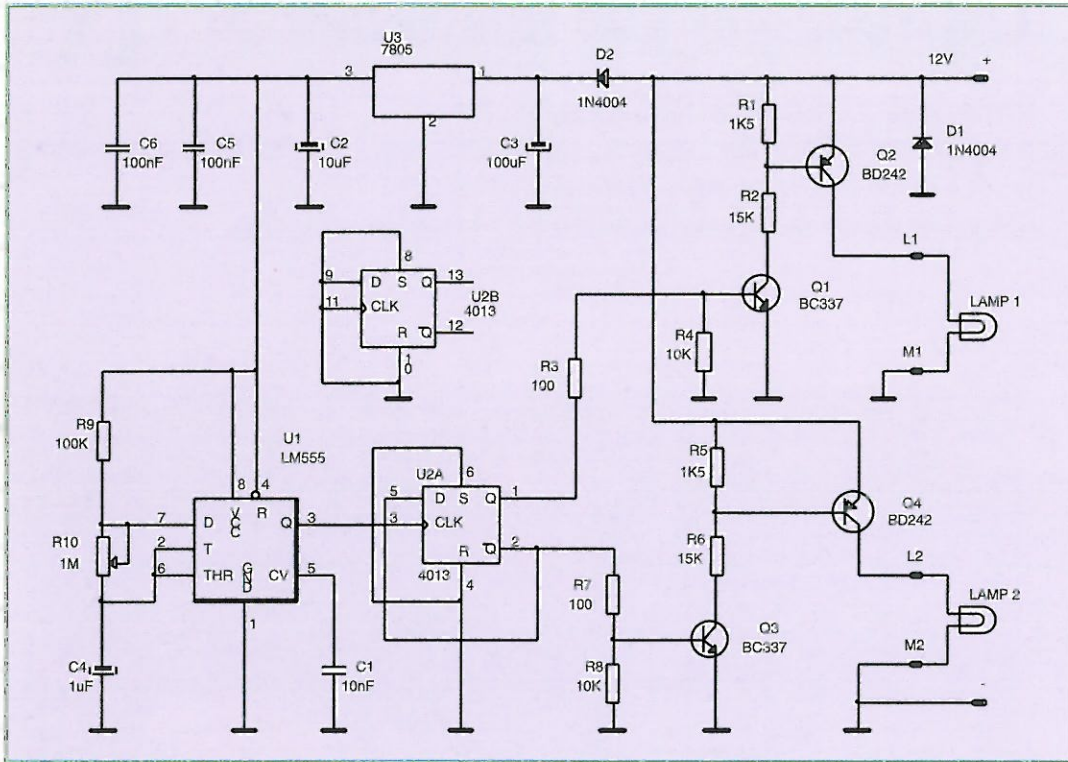 U3
7805
3
1
2
D2
1N4004
12V +
C6
100nF
C5
100nF
C2
10uF
C3
100uF
R1
1K5
R2
15K
Q2
BD242
D1
1N4004
8
9
D S Q
13
11
CLK
U2B
4013
R Q
12
10
L1
LAMP 1
M1
Q1
BC337
R4
10K
R3
100
R9
100K
U1
LM555
8 4
V
C
C
R
7
D
Q
3
2
T
6
THR
G
N
D
CV
5
1
R10
1M
C4
1uF
C1
10nF
U2A
6
5
D S Q
1
3
CLK
R Q
2
4013
4
R5
1K5
R6
15K
Q4
BD242
L2
LAMP 2
M2
-
R7
100
R8
10K
Q3
BC337